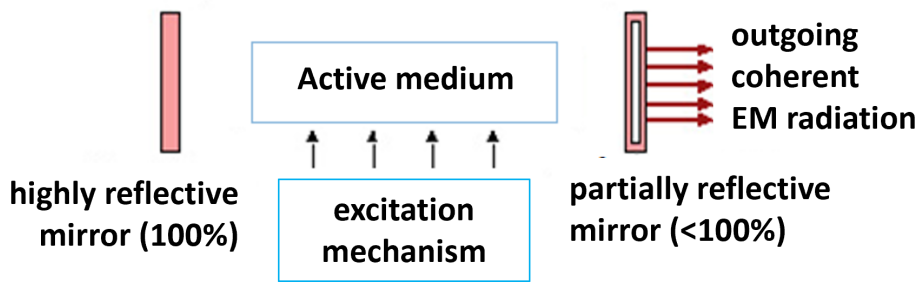 Active medium
outgoing
coherent
EM radiation
highly reflective
mirror (100%)
excitation
mechanism
partially reflective
mirror (<100%)